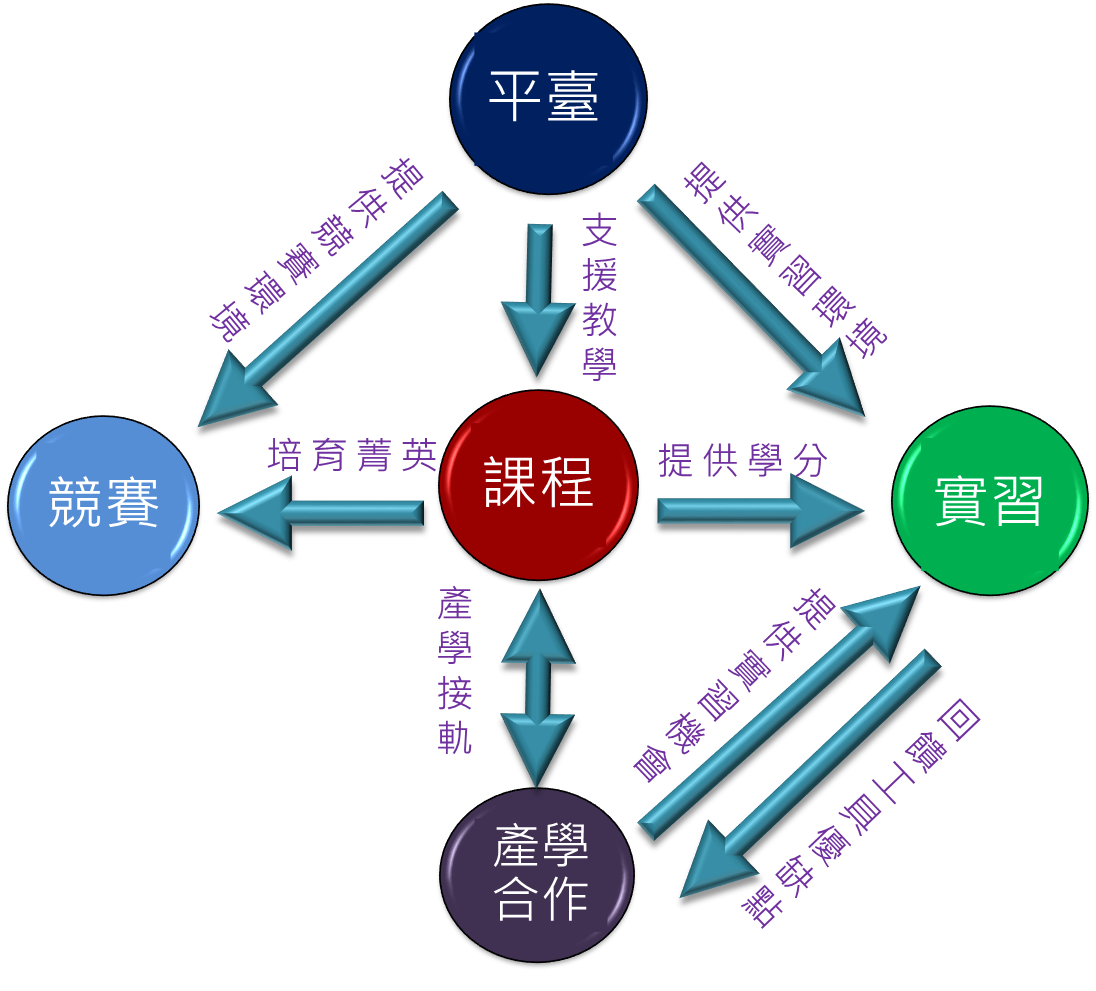 平臺
提供競賽環境
支援教學
提供實習環境
競賽
培育菁英
課程
提供學分
實習
產學接軌
提供實習機會
回饋工具優缺點
產學
合作